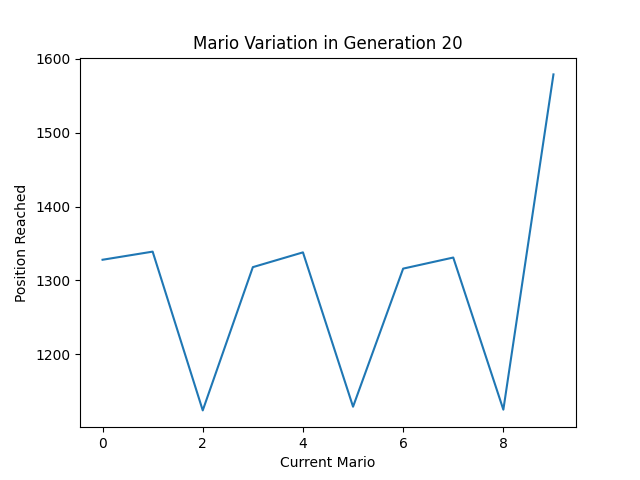 Mario Variation in Generation 20
1600
1500
1400
1300
1200
Position Reached
0 2 4 6 8
Current Mario